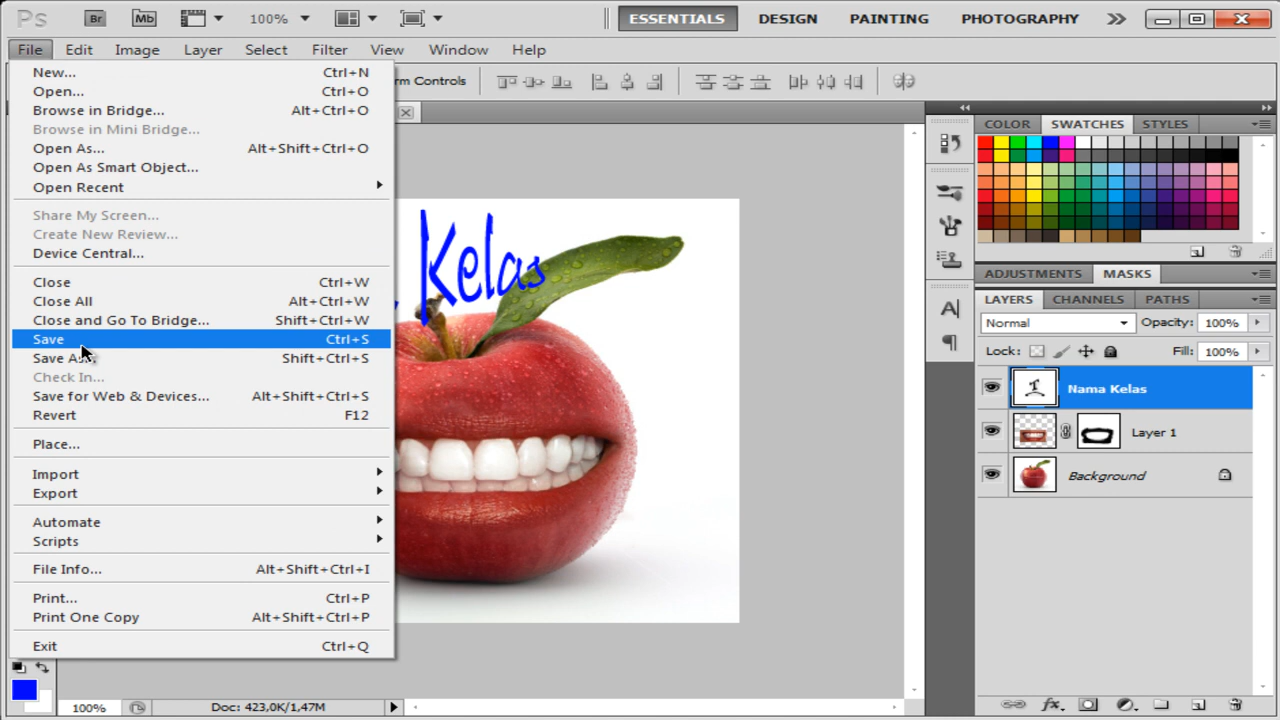 Ps Br Mb 100% ESSENTIALS DESIGN PAINTING PHOTOGRAPHY
File Edit Image Layer Select Filter View Window Help
rm Controls
New... Ctrl+N
Open... Ctrl+O
Browse in Bridge... Alt+Ctrl+O
Browse in Mini Bridge...
Open As... Alt+Shift+Ctrl+O
Open As Smart Object...
Open Recent
Share My Screen...
Create New Review...
Device Central...
Close Ctrl+W
Close All Alt+Ctrl+W
Close and Go To Bridge... Shift+Ctrl+W
Save Ctrl+S
Save As... Shift+Ctrl+S
Check In...
Save for Web & Devices... Alt+Shift+Ctrl+S
Revert F12
Place...
Import
Export
Automate
Scripts
File Info... Alt+Shift+Ctrl+I
Print... Ctrl+P
Print One Copy Alt+Shift+Ctrl+P
Exit Ctrl+Q
Kelas
COLOR SWATCHES STYLES
ADJUSTMENTS MASKS
LAYERS CHANNELS PATHS
Normal Opacity: 100%
Lock: Fill: 100%
Nama Kelas
Layer 1
Background
100% Doc: 423,0K/1,47M